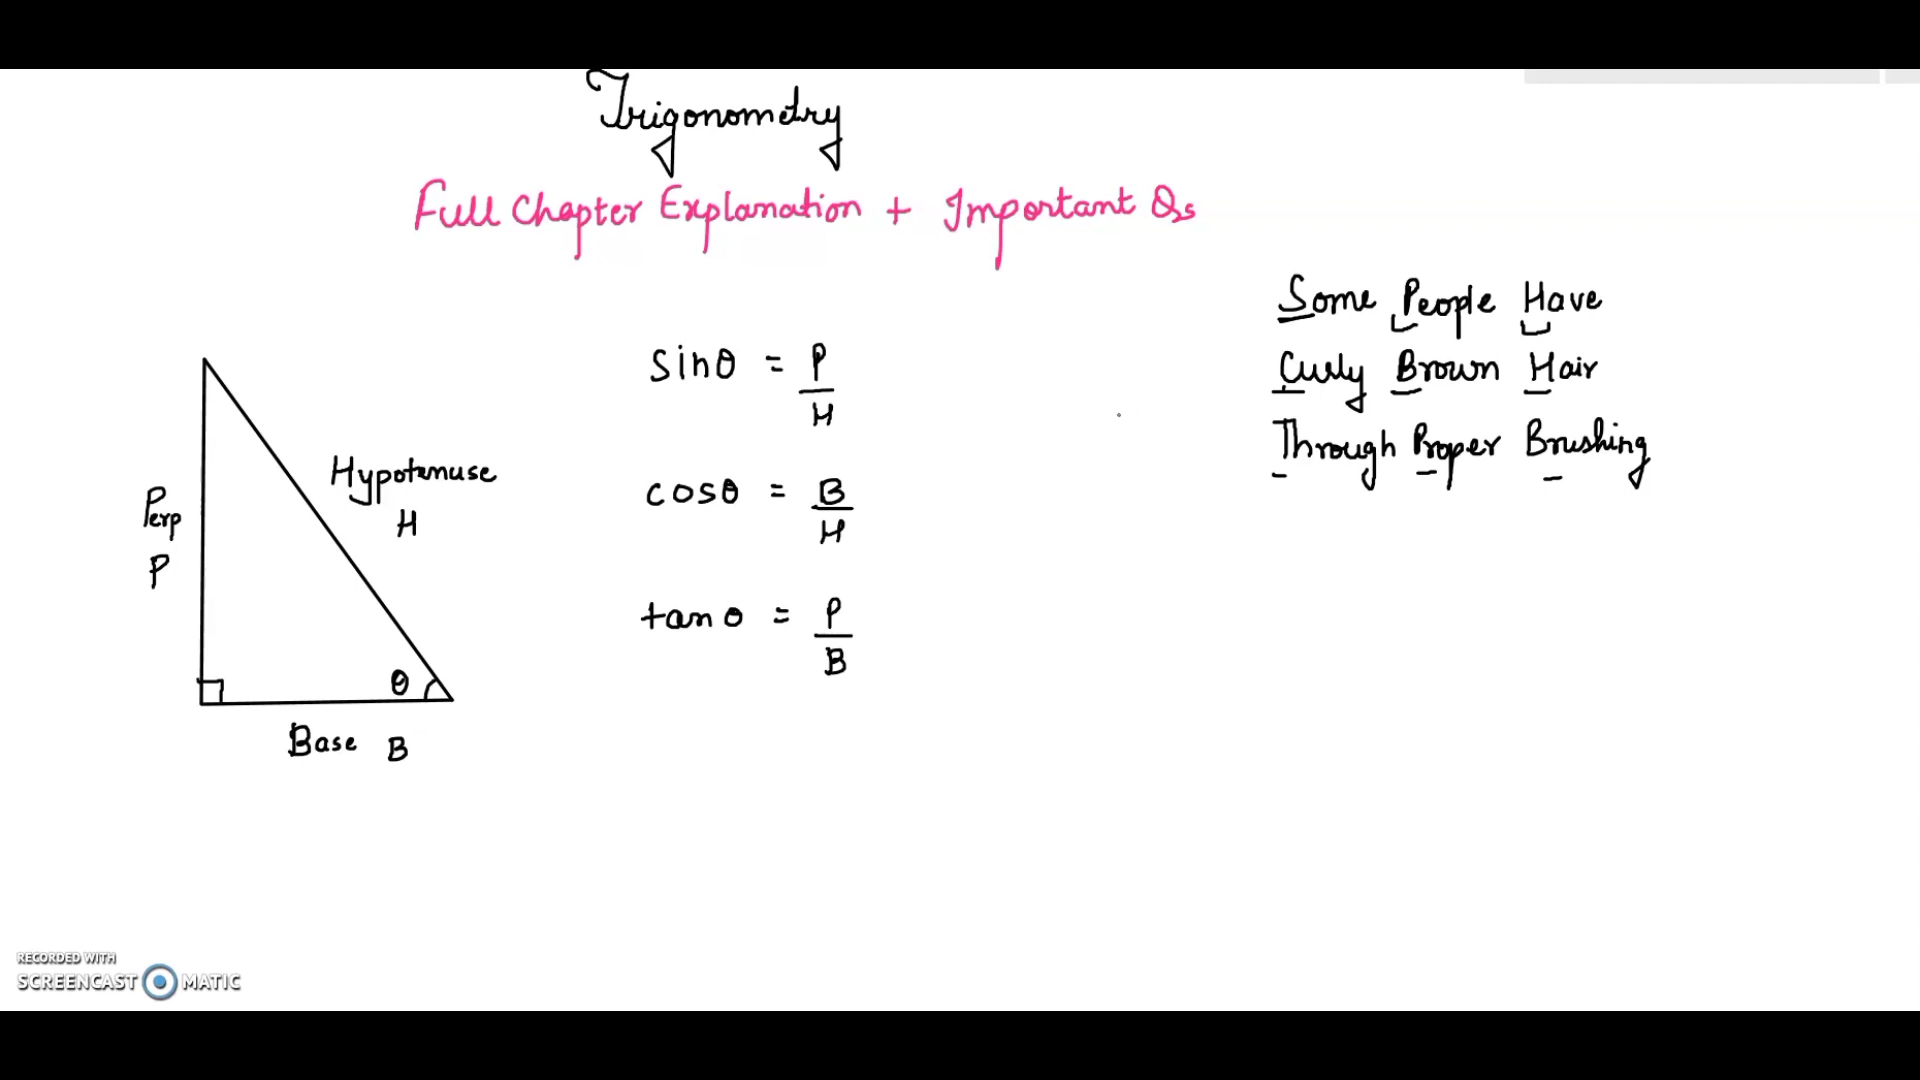 Trigonometry
Full Chapter Explanation + Important Qs
Some People Have
Curly Brown Hair
Through Proper Brushing
sinθ = P/H
cosθ = B/H
tanθ = P/B
Hypotenuse
H
Perp
P
θ
Base B
RECORDED WITH
SCREENCAST MATIC